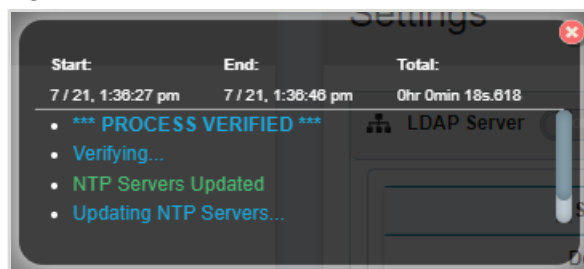 Settings
Start: End: Total:
7 / 21, 1:36:27 pm 7 / 21, 1:36:46 pm 0hr 0min 18s.618
*** PROCESS VERIFIED ***
LDAP Server
Verifying...
NTP Servers Updated
Updating NTP Servers...